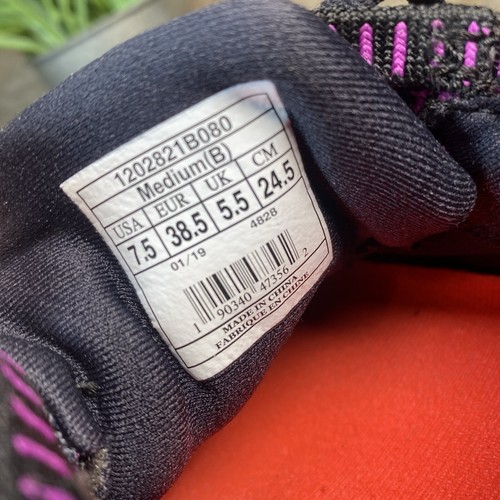 1202821B080
Medium(B)
USA EUR UK CM
7.5 38.5 5.5 24.5
01/19 4828
1 90340 47356 2
MADE IN CHINA
FABRIQUE EN CHINE